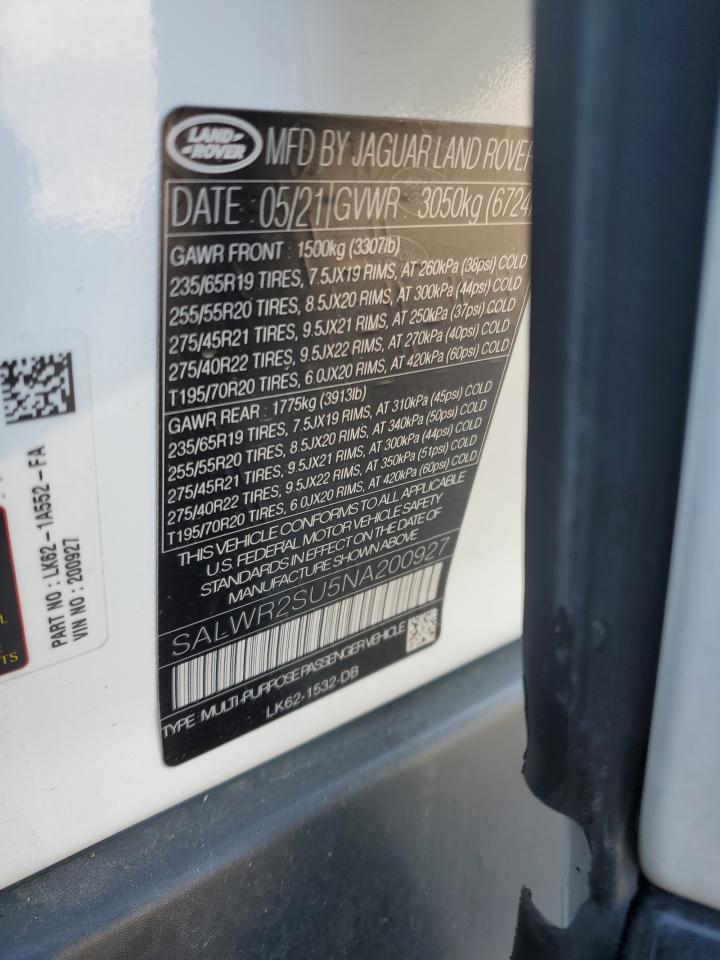 LAND ROVER
MFD BY JAGUAR LAND ROVER
DATE : 05/21 GVWR : 3050kg (6724
GAWR FRONT : 1500kg (3307lb)
235/65R19 TIRES, 7.5JX19 RIMS, AT 260kPa (38psi) COLD
255/55R20 TIRES, 8.5JX20 RIMS, AT 300kPa (44psi) COLD
275/45R21 TIRES, 9.5JX21 RIMS, AT 250kPa (37psi) COLD
275/40R22 TIRES, 9.5JX22 RIMS, AT 270kPa (40psi) COLD
T195/70R20 TIRES, 6.0JX20 RIMS, AT 420kPa (60psi) COLD
GAWR REAR : 1775kg (3913lb)
235/65R19 TIRES, 7.5JX19 RIMS, AT 310kPa (45psi) COLD
255/55R20 TIRES, 8.5JX20 RIMS, AT 340kPa (50psi) COLD
275/45R21 TIRES, 9.5JX21 RIMS, AT 300kPa (44psi) COLD
275/40R22 TIRES, 9.5JX22 RIMS, AT 350kPa (51psi) COLD
T195/70R20 TIRES, 6.0JX20 RIMS, AT 420kPa (60psi) COLD
THIS VEHICLE CONFORMS TO ALL APPLICABLE
U.S FEDERAL MOTOR VEHICLE SAFETY
STANDARDS IN EFFECT ON THE DATE OF
MANUFACTURE SHOWN ABOVE
SALWR2SU5NA200927
TYPE: MULTI-PURPOSE PASSENGER VEHICLE
LK62-1532-DB
PART NO : LK62-1A552-FA
VIN NO : 200927